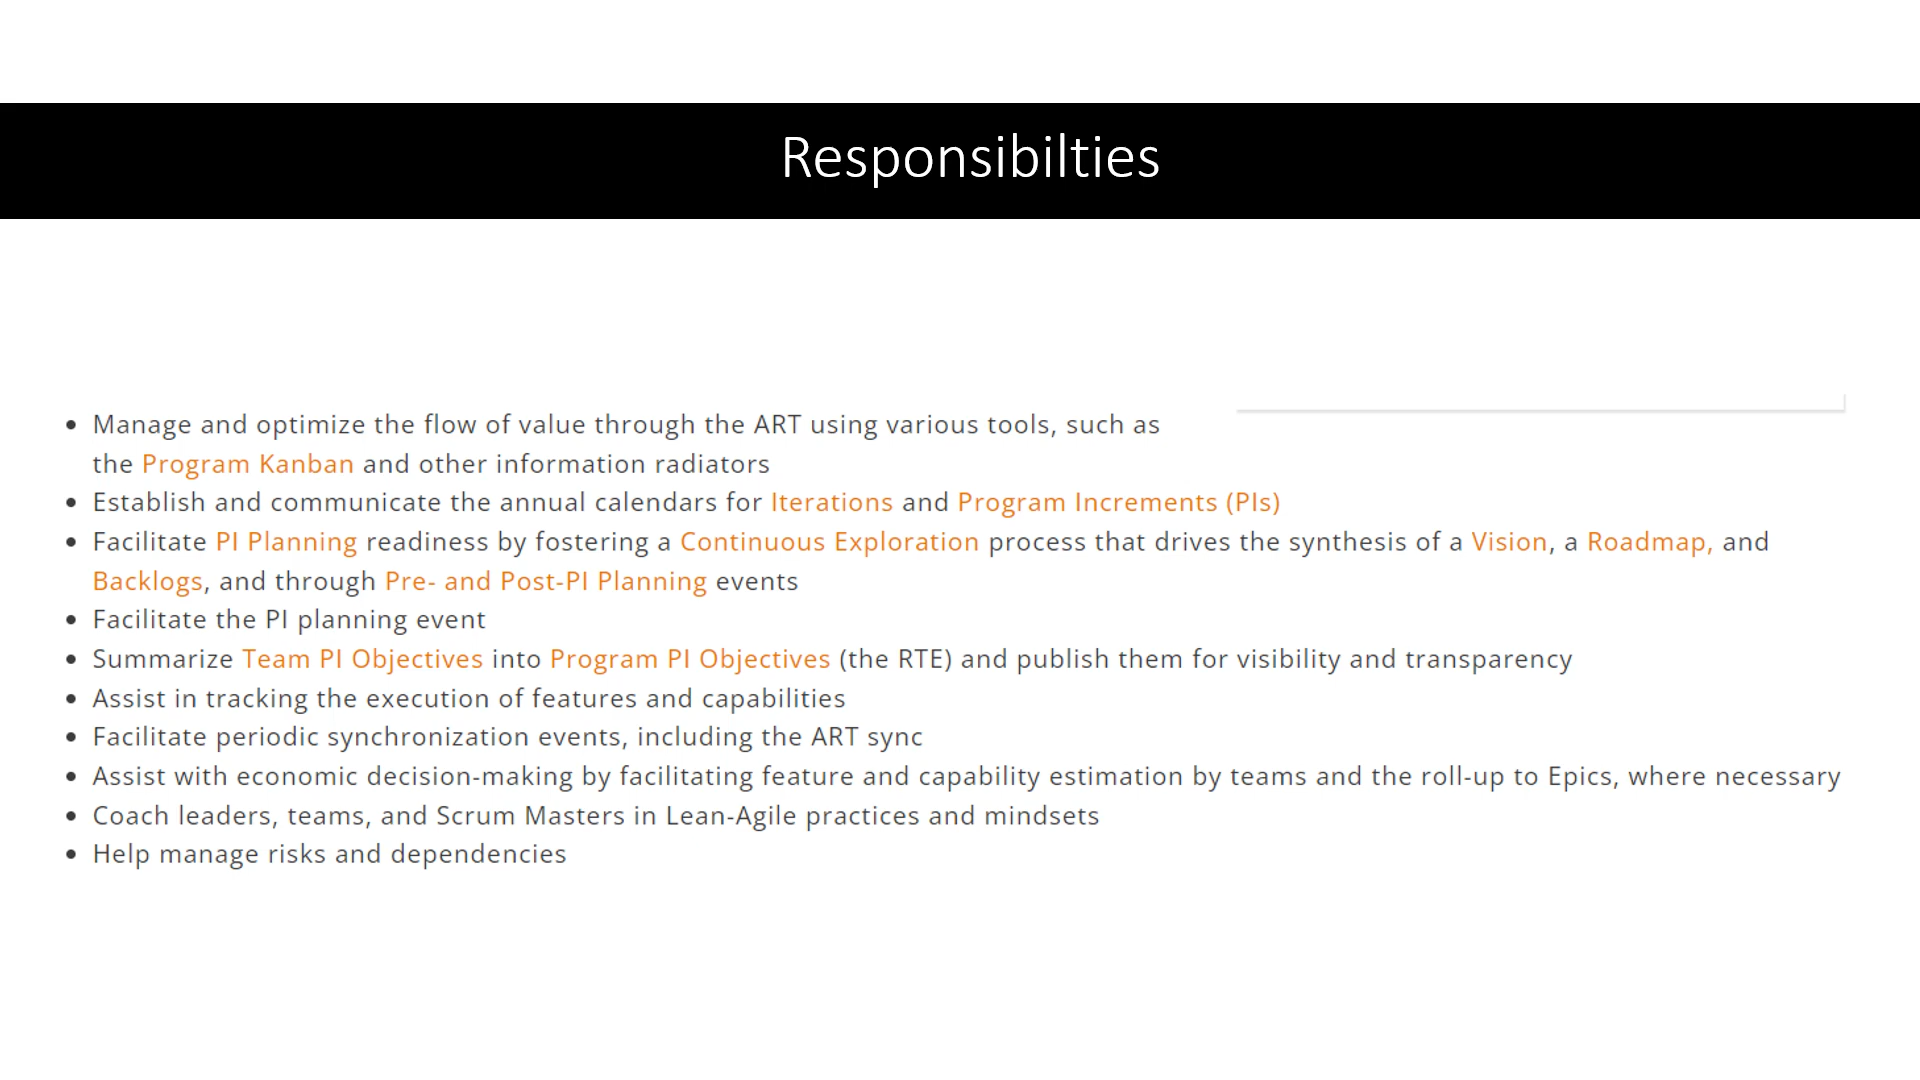 Responsibilties
• Manage and optimize the flow of value through the ART using various tools, such as
the Program Kanban and other information radiators
• Establish and communicate the annual calendars for Iterations and Program Increments (PIs)
• Facilitate PI Planning readiness by fostering a Continuous Exploration process that drives the synthesis of a Vision, a Roadmap, and
Backlogs, and through Pre- and Post-PI Planning events
• Facilitate the PI planning event
• Summarize Team PI Objectives into Program PI Objectives (the RTE) and publish them for visibility and transparency
• Assist in tracking the execution of features and capabilities
• Facilitate periodic synchronization events, including the ART sync
• Assist with economic decision-making by facilitating feature and capability estimation by teams and the roll-up to Epics, where necessary
• Coach leaders, teams, and Scrum Masters in Lean-Agile practices and mindsets
• Help manage risks and dependencies